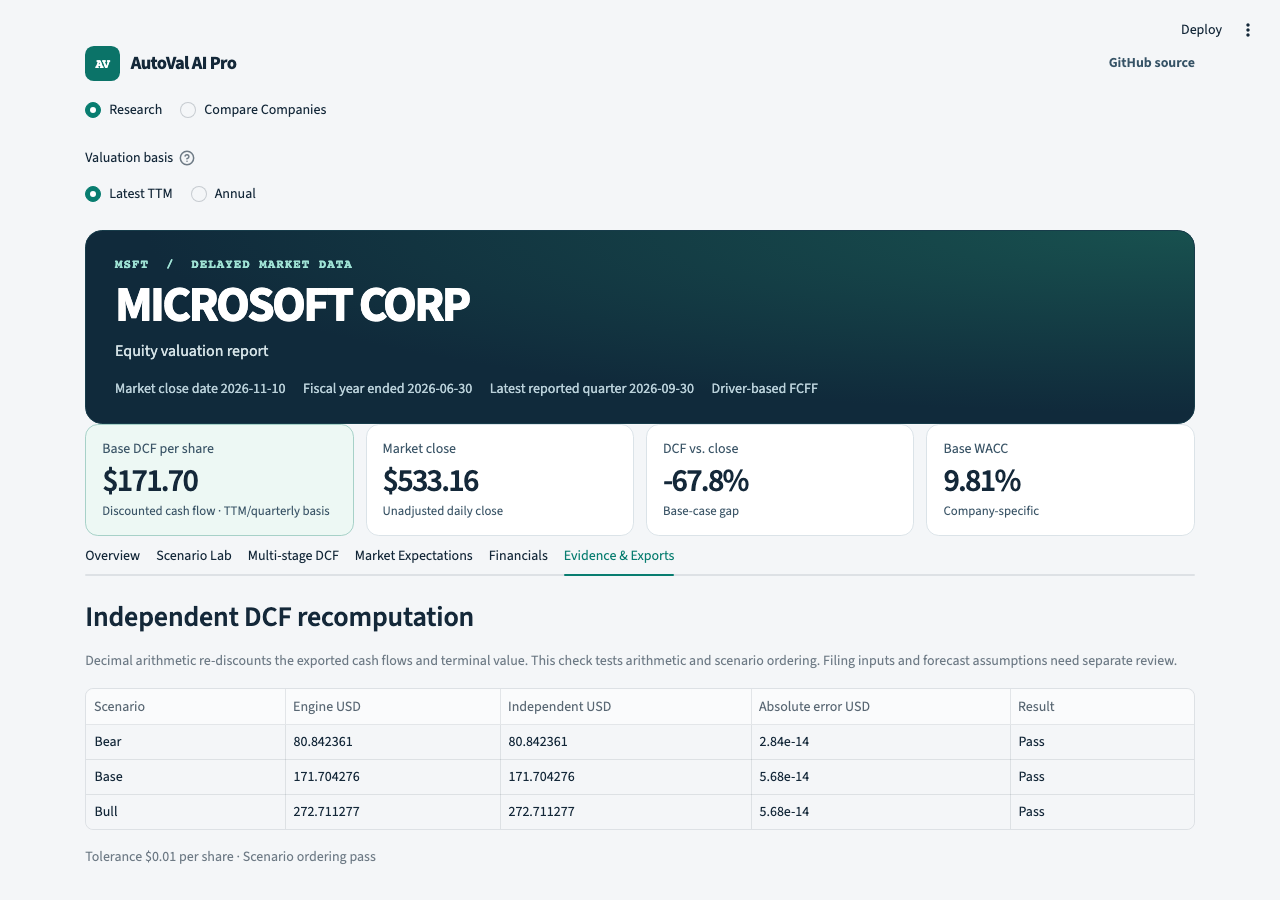 Deploy
AV AutoVal AI Pro GitHub source
Research Compare Companies
Valuation basis ?
Latest TTM Annual
MSFT / DELAYED MARKET DATA
MICROSOFT CORP
Equity valuation report
Market close date 2026-11-10 Fiscal year ended 2026-06-30 Latest reported quarter 2026-09-30 Driver-based FCFF
Base DCF per share Market close DCF vs. close Base WACC
$171.70 $533.16 -67.8% 9.81%
Discounted cash flow · TTM/quarterly basis Unadjusted daily close Base-case gap Company-specific
Overview Scenario Lab Multi-stage DCF Market Expectations Financials Evidence & Exports
Independent DCF recomputation
Decimal arithmetic re-discounts the exported cash flows and terminal value. This check tests arithmetic and scenario ordering. Filing inputs and forecast assumptions need separate review.
Scenario Engine USD Independent USD Absolute error USD Result
Bear 80.842361 80.842361 2.84e-14 Pass
Base 171.704276 171.704276 5.68e-14 Pass
Bull 272.711277 272.711277 5.68e-14 Pass
Tolerance $0.01 per share · Scenario ordering pass